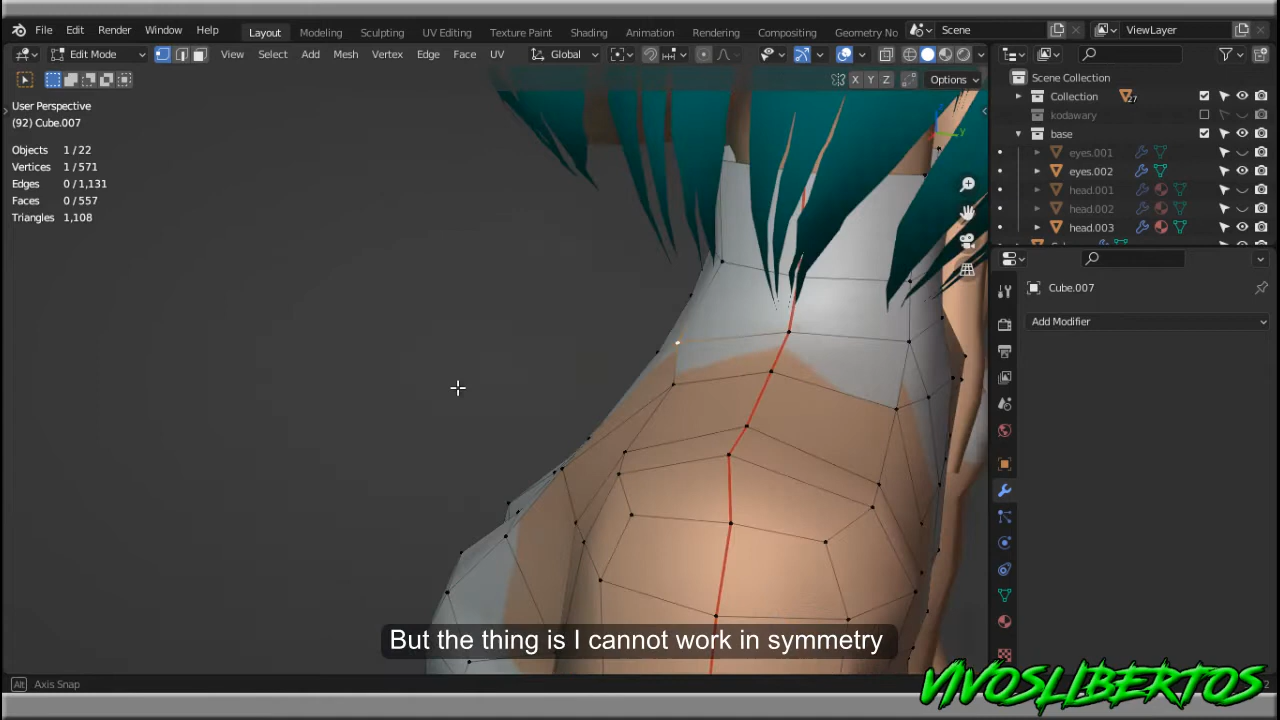 File Edit Render Window Help Layout Modeling Sculpting UV Editing Texture Paint Shading Animation Rendering Compositing Geometry No Scene ViewLayer
Edit Mode View Select Add Mesh Vertex Edge Face UV Global
X Y Z Options
User Perspective
(92) Cube.007
Objects 1 / 22
Vertices 1 / 571
Edges 0 / 1,131
Faces 0 / 557
Triangles 1,108
Scene Collection
Collection 27
kodawary
base
eyes.001
eyes.002
head.001
head.002
head.003
Cube.007
Add Modifier
But the thing is I cannot work in symmetry
Alt Axis Snap
VIVOSLIBERTOS